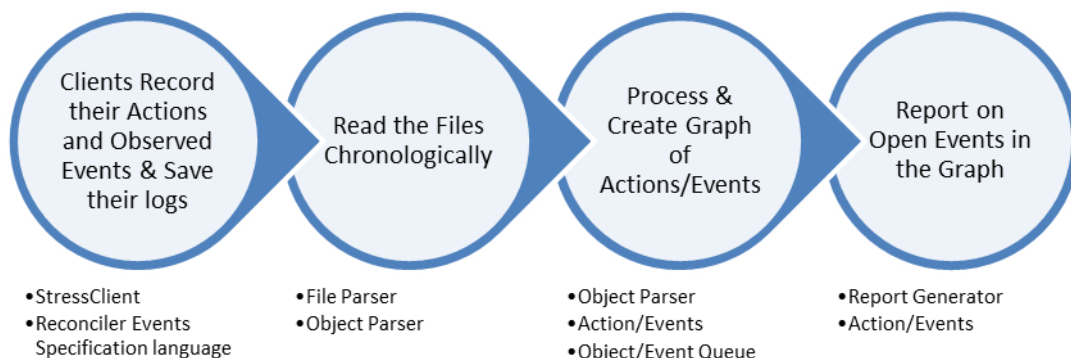 Clients Record
their Actions
and Observed
Events & Save
their logs
Read the Files
Chronologically
Process &
Create Graph
of
Actions/Events
Report on
Open Events in
the Graph
•StressClient
•Reconciler Events
Specification language
•File Parser
•Object Parser
•Object Parser
•Action/Events
•Object/Event Queue
•Report Generator
•Action/Events